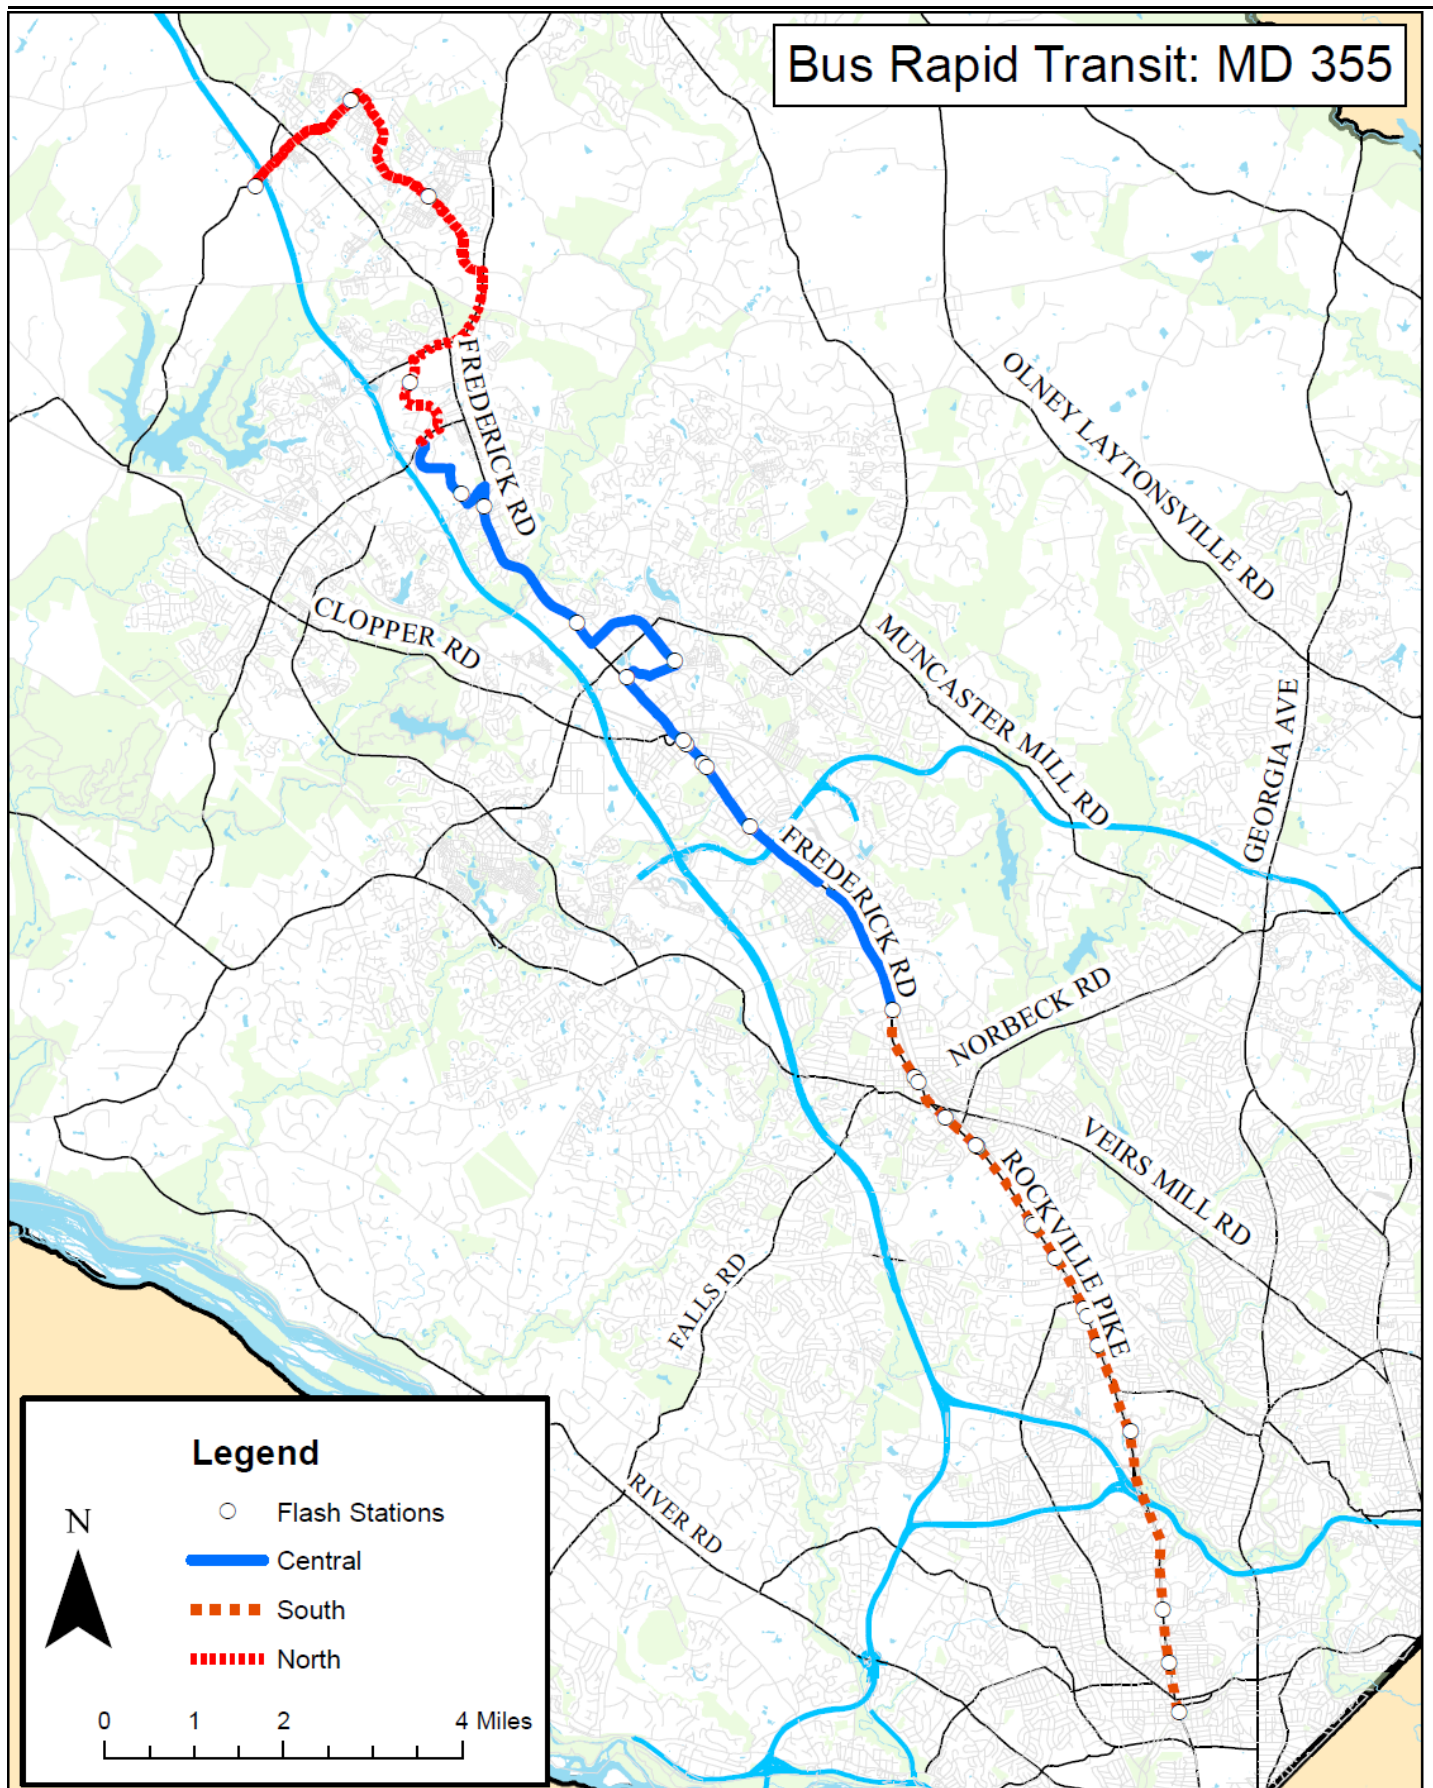 Bus Rapid Transit: MD 355
FREDERICK RD
OLNEY LAYTONSVILLE RD
CLOPPER RD
MUNCASTER MILL RD
GEORGIA AVE
FREDERICK RD
NORBECK RD
VEIRS MILL RD
ROCKVILLE PIKE
FALLS RD
RIVER RD
Legend
N
Flash Stations
Central
South
North
0 1 2 4 Miles